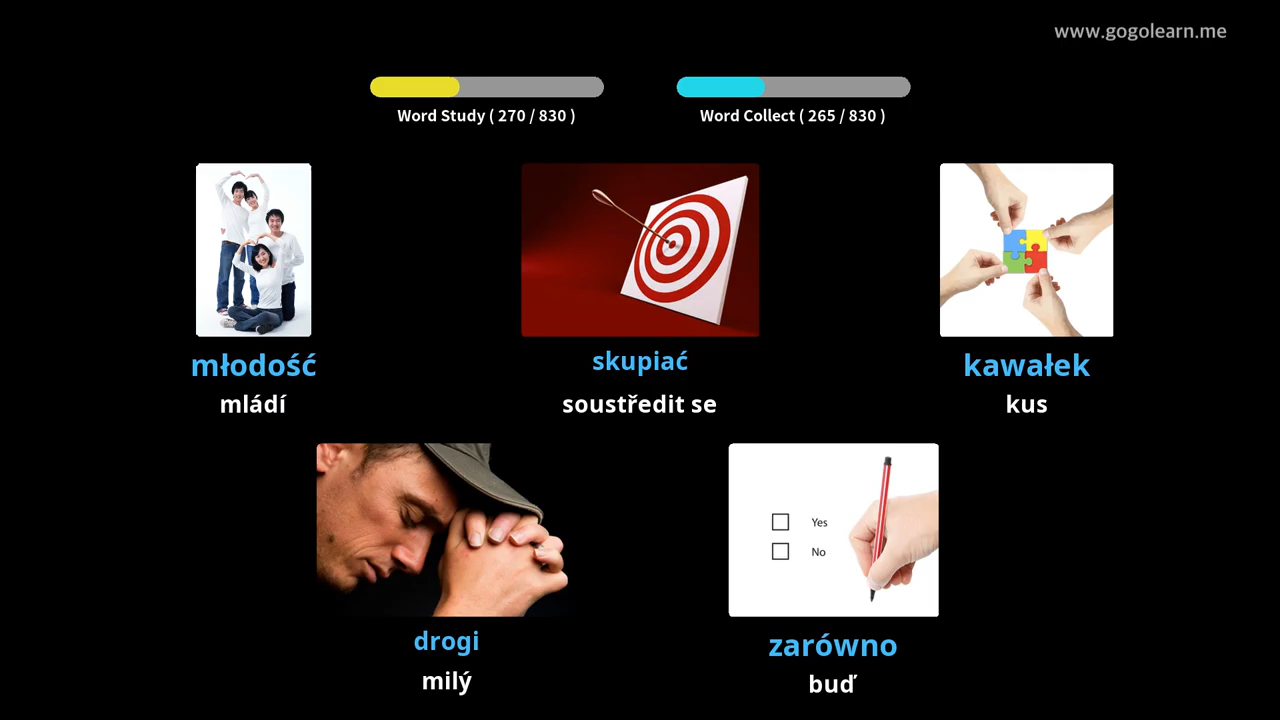 www.gogolearn.me
Word Study ( 270 / 830 )
Word Collect ( 265 / 830 )
młodość
mládí
skupiać
soustředit se
kawałek
kus
Yes
No
drogi
milý
zarówno
buď